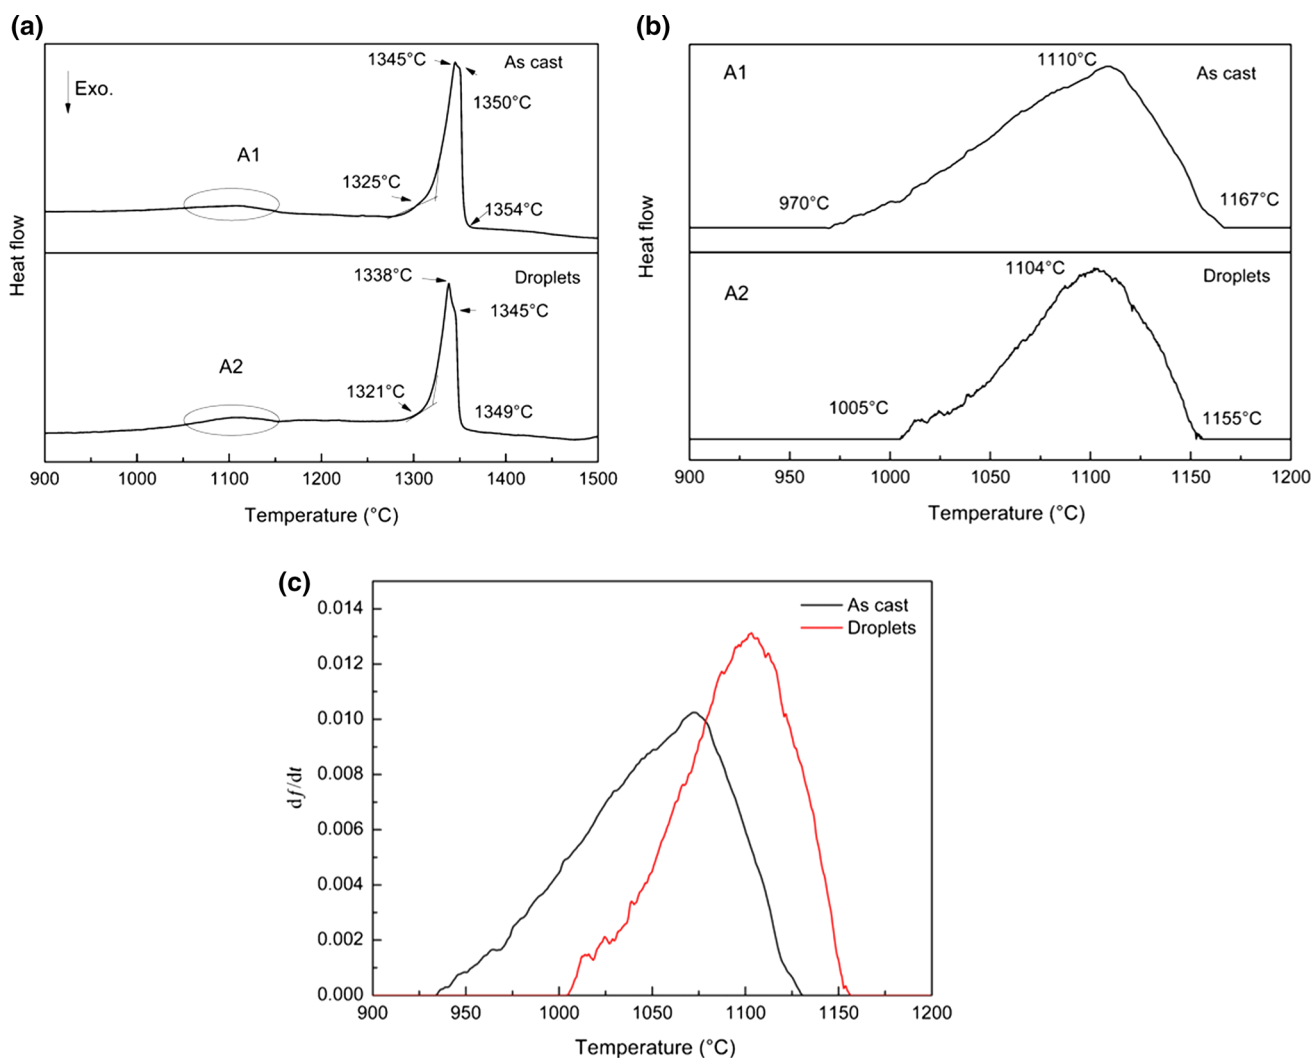 (a)
Exo.
A1
1345°C
As cast
1350°C
1325°C
1354°C
Heat flow
1338°C
Droplets
1345°C
A2
1321°C
1349°C
900 1000 1100 1200 1300 1400 1500
Temperature (°C)
(b)
A1
1110°C
As cast
970°C
1167°C
Heat flow
A2
1104°C
Droplets
1005°C
1155°C
900 950 1000 1050 1100 1150 1200
Temperature (°C)
(c)
As cast
Droplets
0.014
0.012
0.010
0.008
0.006
0.004
0.002
0.000
df/dt
900 950 1000 1050 1100 1150 1200
Temperature (°C)